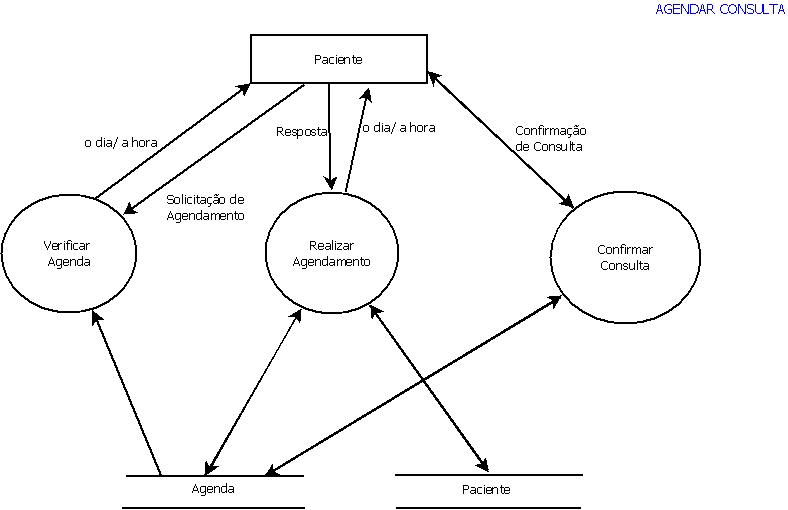 AGENDAR CONSULTA
Paciente
o dia/ a hora
Resposta
o dia/ a hora
Confirmação
de Consulta
Solicitação de
Agendamento
Verificar
Agenda
Realizar
Agendamento
Confirmar
Consulta
Agenda
Paciente